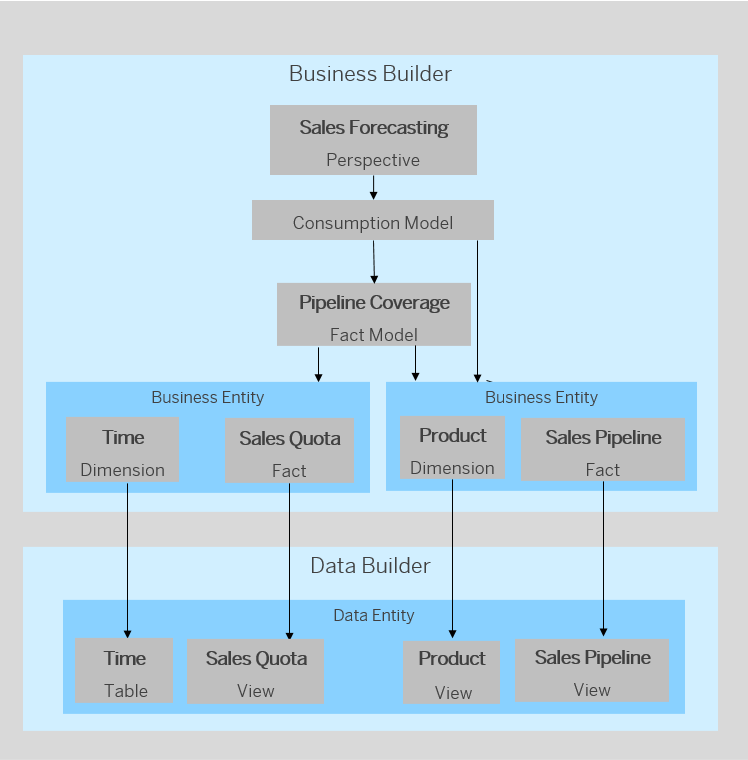 Business Builder
Sales Forecasting
Perspective
Consumption Model
Pipeline Coverage
Fact Model
Business Entity
Time
Dimension
Sales Quota
Fact
Business Entity
Product
Dimension
Sales Pipeline
Fact
Data Builder
Data Entity
Time
Table
Sales Quota
View
Product
View
Sales Pipeline
View